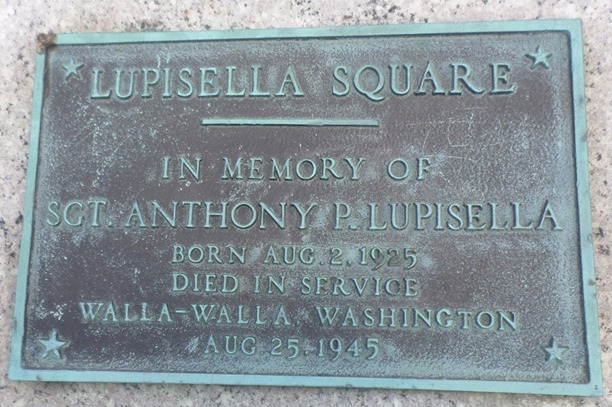 LUPISELLA SQUARE
IN MEMORY OF
SGT. ANTHONY P. LUPISELLA
BORN AUG. 2, 1925
DIED IN SERVICE
WALLA-WALLA, WASHINGTON
AUG. 25, 1945